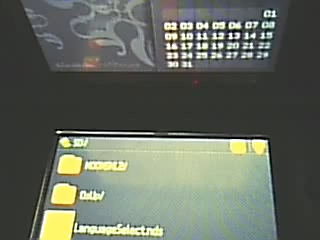 01
02 03 04 05 06 07 08
09 10 11 12 13 14 15
16 17 18 19 20 21 22
23 24 25 26 27 28 29
30 31
SD/
LanguageSelect.nds